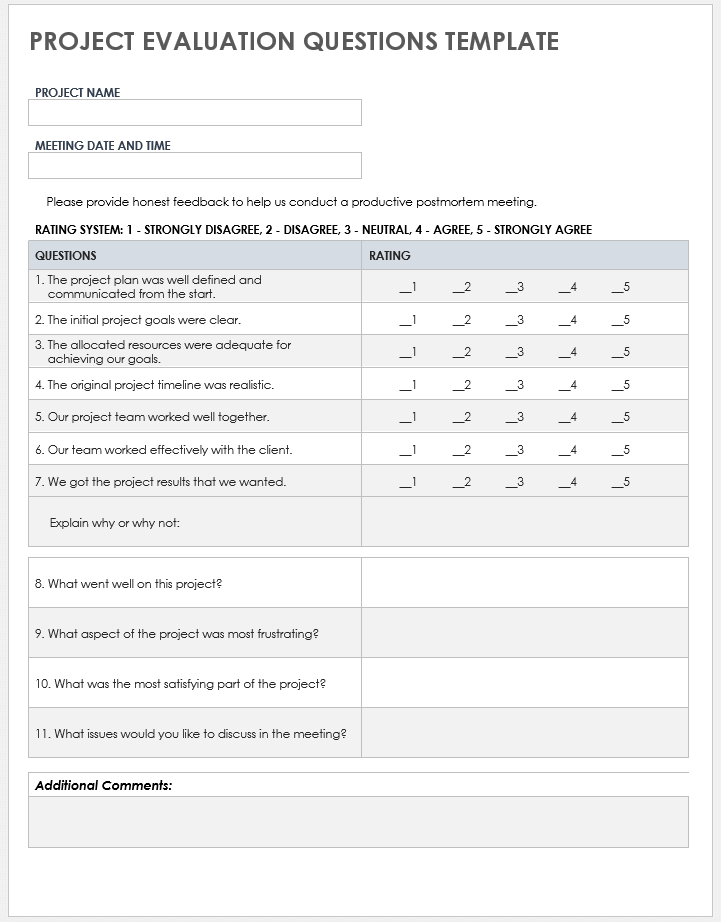 PROJECT EVALUATION QUESTIONS TEMPLATE
PROJECT NAME
MEETING DATE AND TIME
Please provide honest feedback to help us conduct a productive postmortem meeting.
RATING SYSTEM: 1 - STRONGLY DISAGREE, 2 - DISAGREE, 3 - NEUTRAL, 4 - AGREE, 5 - STRONGLY AGREE
QUESTIONS RATING
1. The project plan was well defined and
communicated from the start.
__1 __2 __3 __4 __5
2. The initial project goals were clear. __1 __2 __3 __4 __5
3. The allocated resources were adequate for
achieving our goals.
__1 __2 __3 __4 __5
4. The original project timeline was realistic. __1 __2 __3 __4 __5
5. Our project team worked well together. __1 __2 __3 __4 __5
6. Our team worked effectively with the client. __1 __2 __3 __4 __5
7. We got the project results that we wanted. __1 __2 __3 __4 __5
Explain why or why not:
8. What went well on this project?
9. What aspect of the project was most frustrating?
10. What was the most satisfying part of the project?
11. What issues would you like to discuss in the meeting?
Additional Comments: